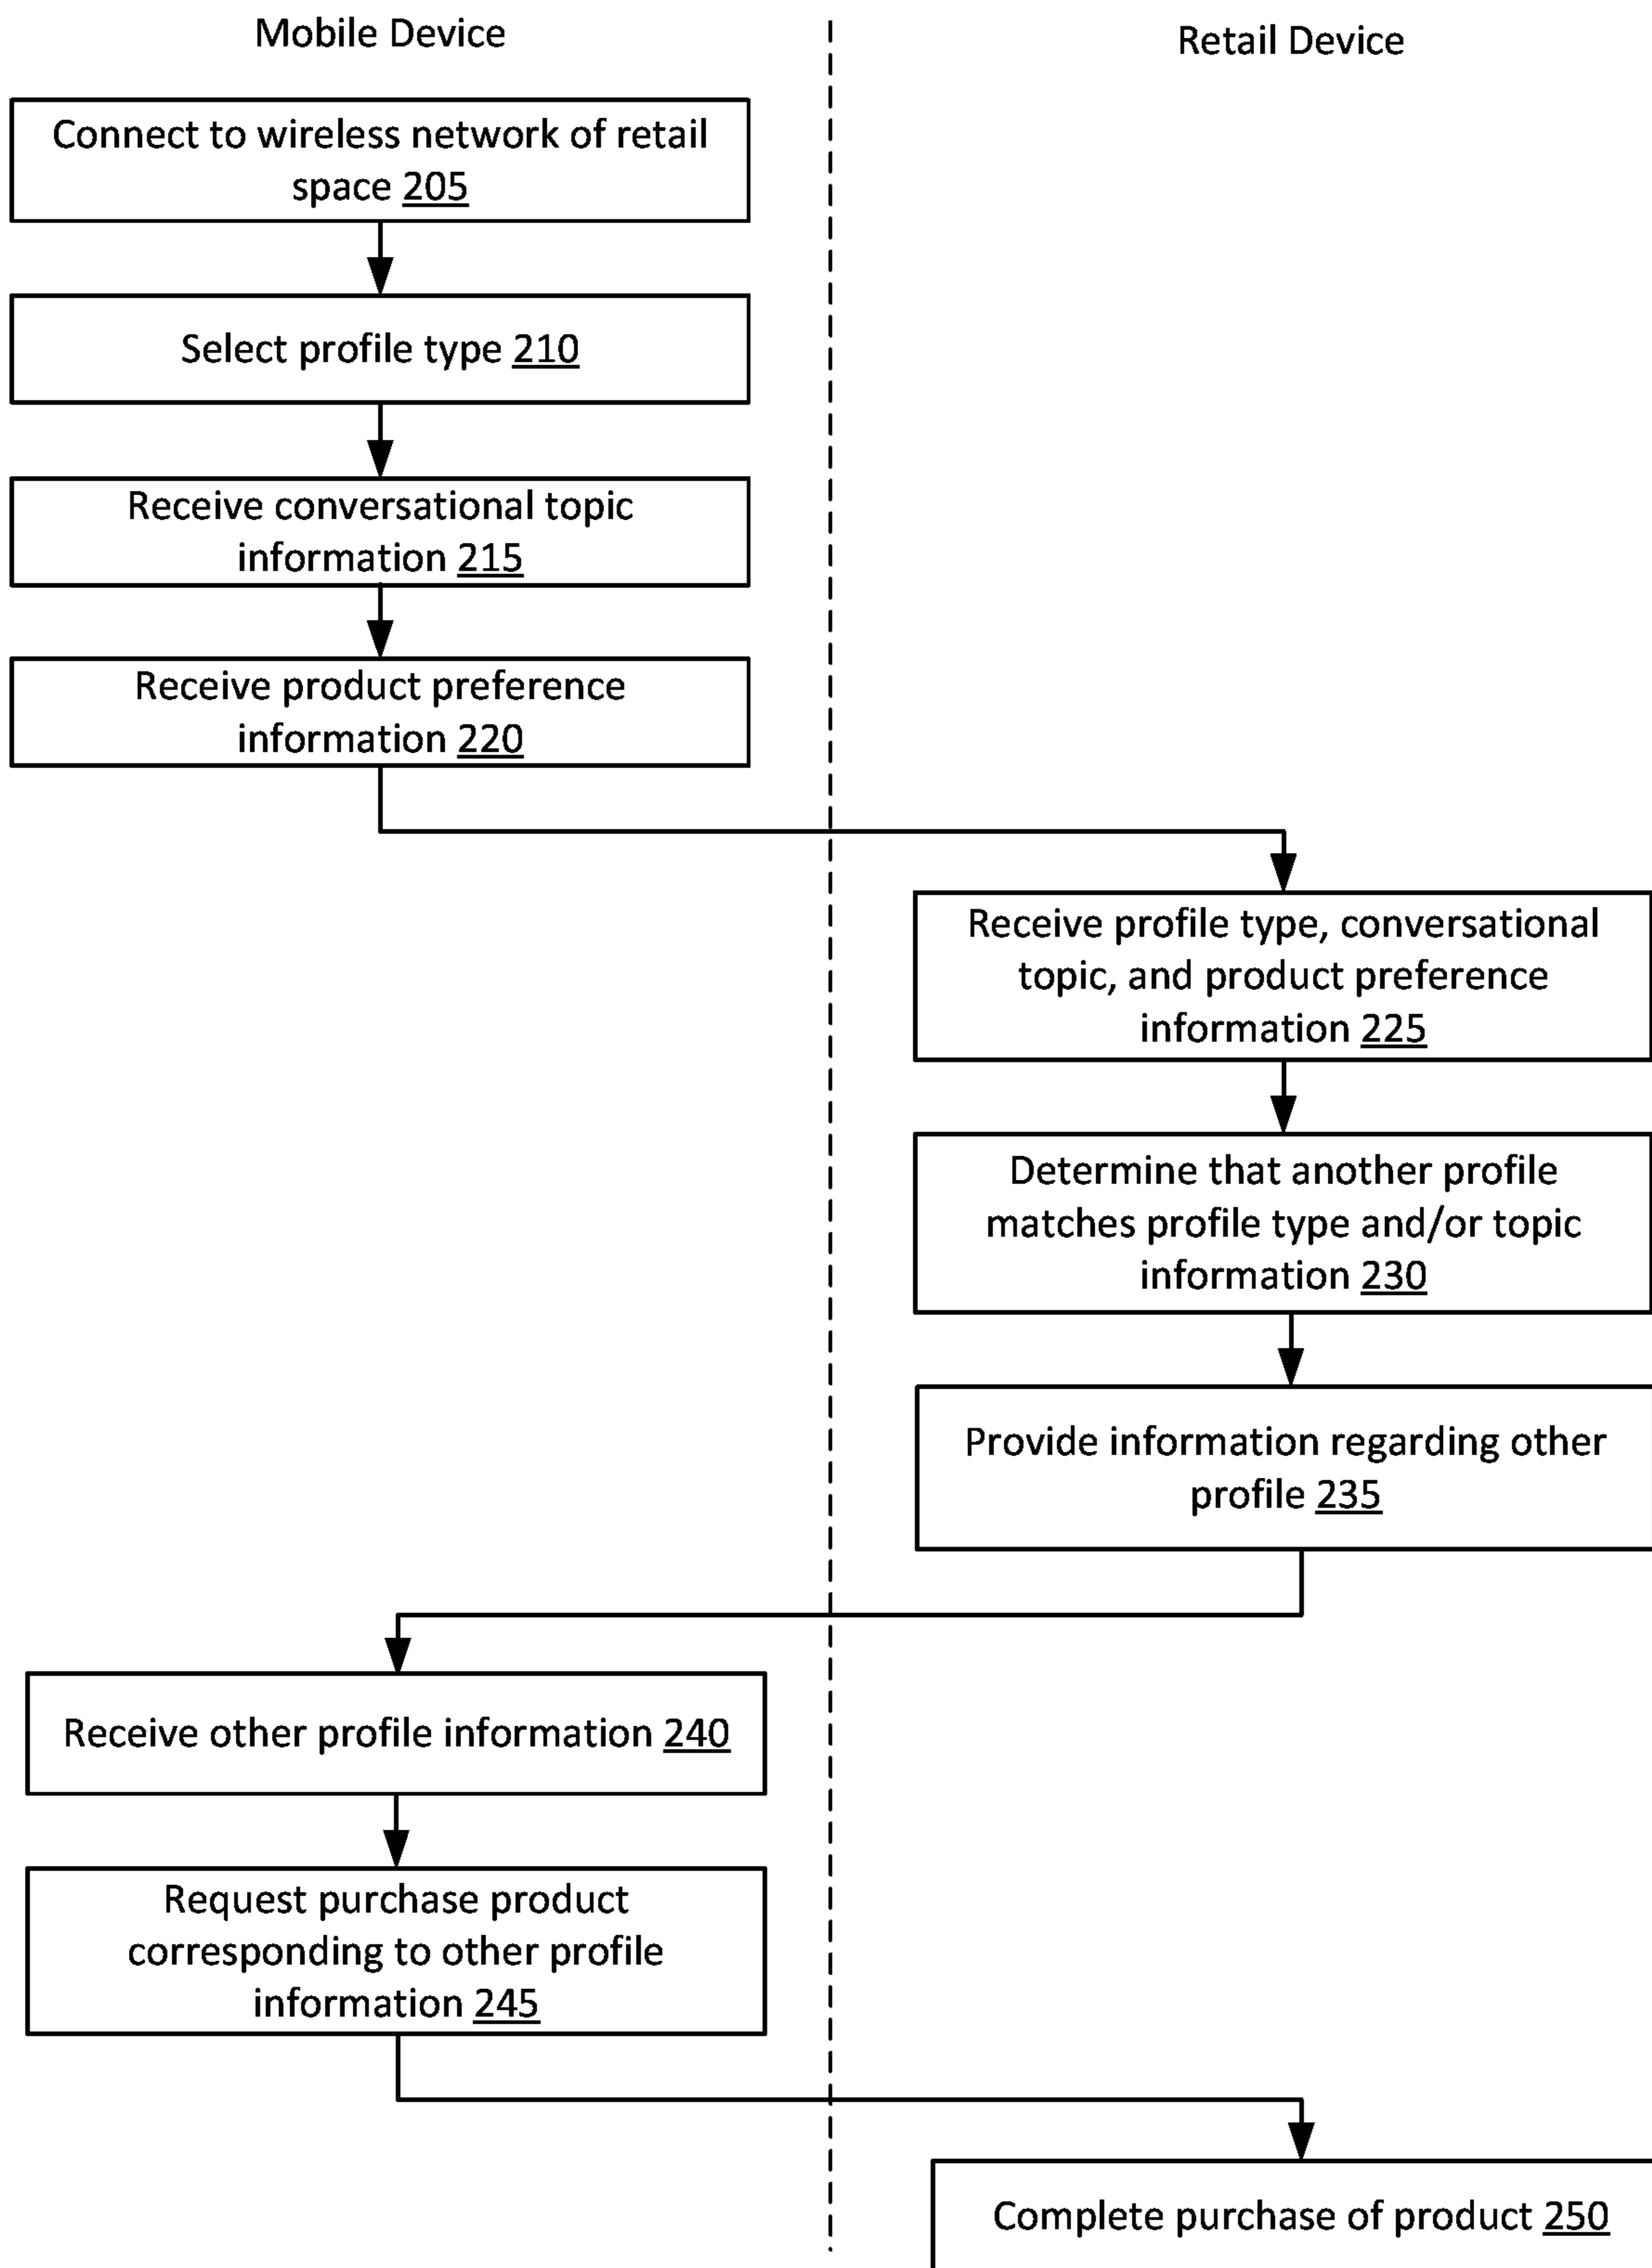 Mobile Device
Retail Device
Connect to wireless network of retail
space 205
Select profile type 210
Receive conversational topic
information 215
Receive product preference
information 220
Receive profile type, conversational
topic, and product preference
information 225
Determine that another profile
matches profile type and/or topic
information 230
Provide information regarding other
profile 235
Receive other profile information 240
Request purchase product
corresponding to other profile
information 245
Complete purchase of product 250